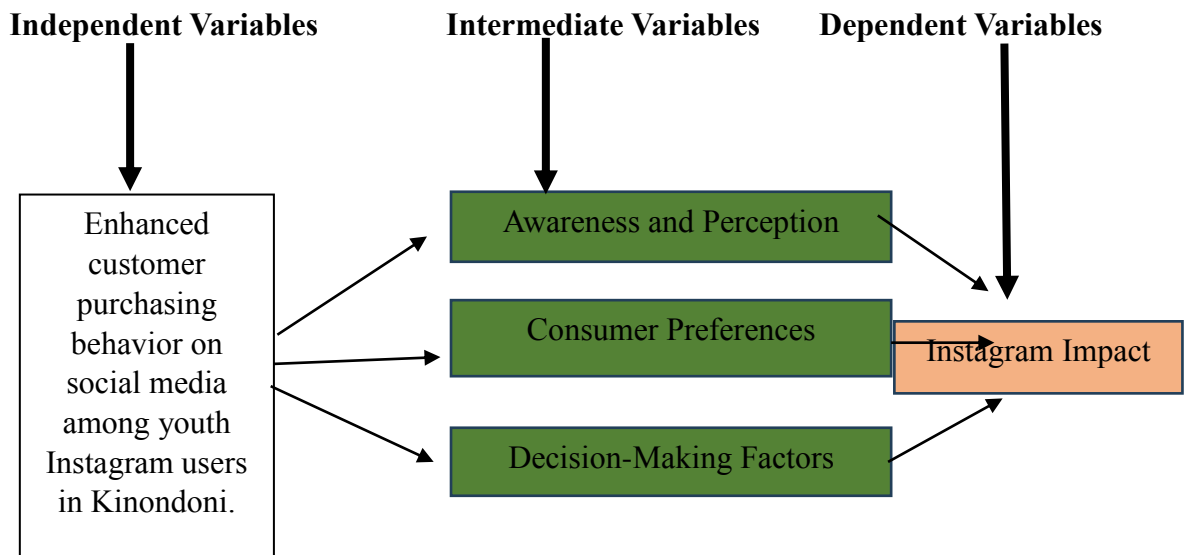 Independent Variables
Intermediate Variables
Dependent Variables
Enhanced
customer
purchasing
behavior on
social media
among youth
Instagram users
in Kinondoni.
Awareness and Perception
Consumer Preferences
Decision-Making Factors
Instagram Impact